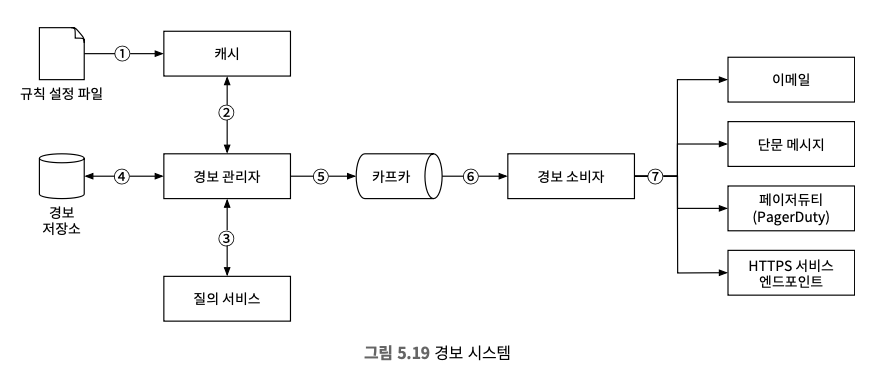 규칙 설정 파일
①
캐시
②
경보
저장소
④
경보 관리자
⑤
카프카
⑥
경보 소비자
⑦
③
질의 서비스
이메일
단문 메시지
페이저듀티
(PagerDuty)
HTTPS 서비스
엔드포인트
그림 5.19 경보 시스템